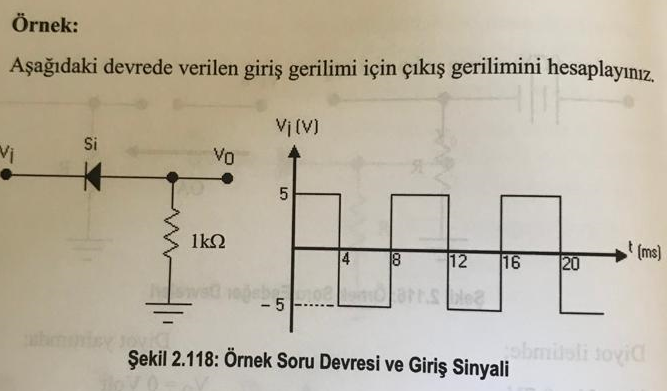 Örnek:
Aşağıdaki devrede verilen giriş gerilimi için çıkış gerilimini hesaplayınız.
Vi (V)
Vi
Si
Vo
5
1kΩ
4
8
12
16
20
t (ms)
- 5
Şekil 2.118: Örnek Soru Devresi ve Giriş Sinyali